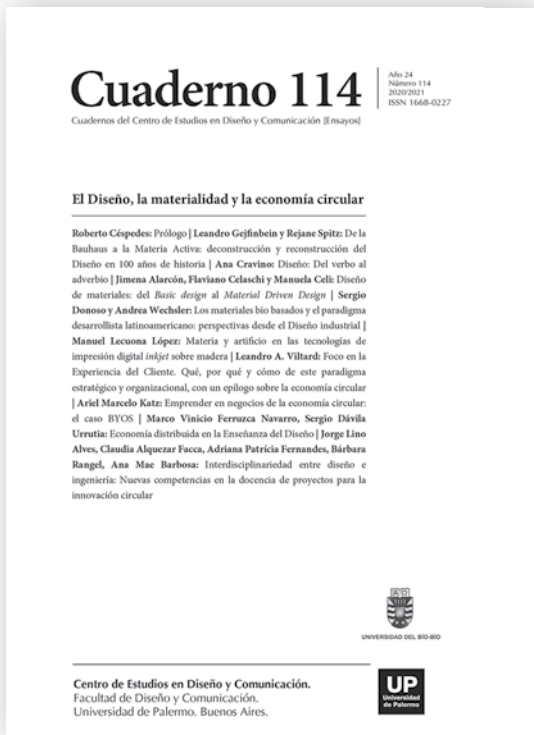 Cuaderno 114
Año 24
Número 114
2020/2021
ISSN 1668-0227
Cuadernos del Centro de Estudios en Diseño y Comunicación [Ensayos]
El Diseño, la materialidad y la economía circular
Roberto Céspedes: Prólogo | Leandro Gejfinbein y Rejane Spitz: De la
Bauhaus a la Materia Activa: deconstrucción y reconstrucción del
Diseño en 100 años de historia | Ana Cravino: Diseño: Del verbo al
adverbio | Jimena Alarcón, Flaviano Celaschi y Manuela Celi: Diseño
de materiales: del Basic design al Material Driven Design | Sergio
Donoso y Andrea Wechsler: Los materiales bio basados y el paradigma
desarrollista latinoamericano: perspectivas desde el Diseño industrial |
Manuel Lecuona López: Materia y artificio en las tecnologías de
impresión digital inkjet sobre madera | Leandro A. Viltard: Foco en la
Experiencia del Cliente. Qué, por qué y cómo de este paradigma
estratégico y organizacional, con un epílogo sobre la economía circular
| Ariel Marcelo Katz: Emprender en negocios de la economía circular:
el caso BYOS | Marco Vinicio Ferruzca Navarro, Sergio Dávila
Urrutia: Economía distribuida en la Enseñanza del Diseño | Jorge Lino
Alves, Claudia Alquezar Facca, Adriana Patrícia Fernandes, Bárbara
Rangel, Ana Mae Barbosa: Interdisciplinariedad entre diseño e
ingeniería: Nuevas competencias en la docencia de proyectos para la
innovación circular
UNIVERSIDAD DEL BÍO-BÍO
Centro de Estudios en Diseño y Comunicación.
Facultad de Diseño y Comunicación.
Universidad de Palermo. Buenos Aires.
UP
Universidad
de Palermo